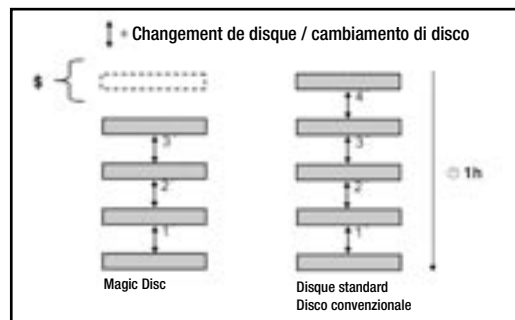 = Changement de disque / cambiamento di disco
$
4
3
3
2
2
1
1
1h
Magic Disc
Disque standard
Disco convenzionale